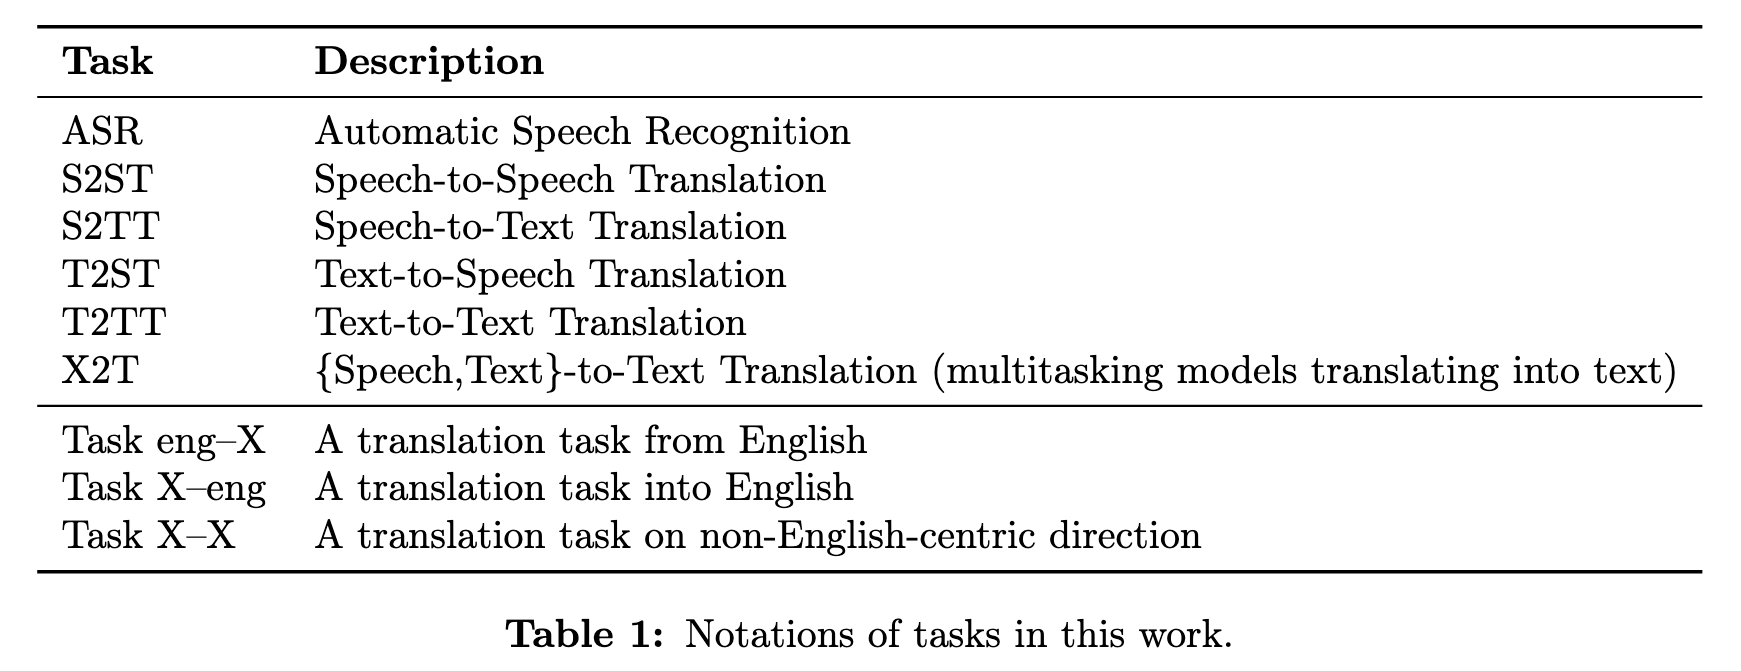 Task Description
ASR Automatic Speech Recognition
S2ST Speech-to-Speech Translation
S2TT Speech-to-Text Translation
T2ST Text-to-Speech Translation
T2TT Text-to-Text Translation
X2T {Speech,Text}-to-Text Translation (multitasking models translating into text)
Task eng–X A translation task from English
Task X–eng A translation task into English
Task X–X A translation task on non-English-centric direction
Table 1: Notations of tasks in this work.